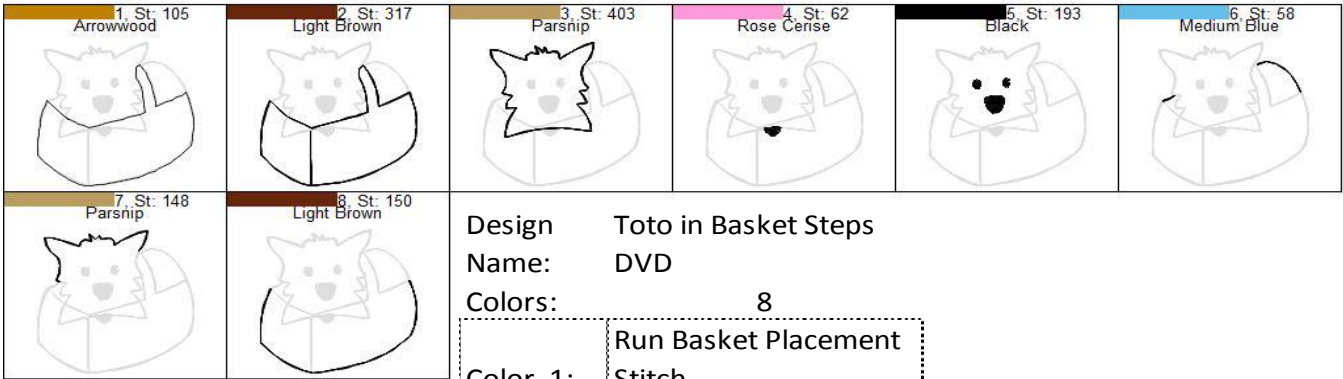 1, St: 105
Arrowwood
2, St: 317
Light Brown
3, St: 403
Parsnip
4, St: 62
Rose Cerise
5, St: 193
Black
6, St: 58
Medium Blue
7, St: 148
Parsnip
8, St: 150
Light Brown
Design Toto in Basket Steps
Name: DVD
Colors: 8
Run Basket Placement
Color 1: Stitch